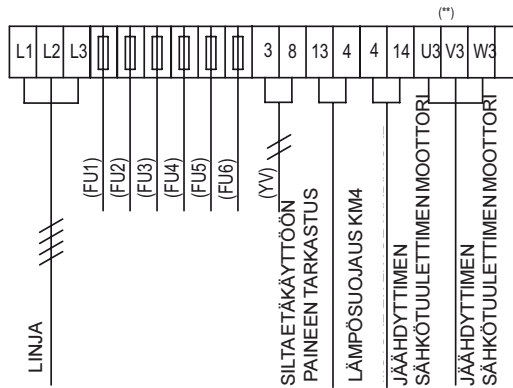 (**)
L1 L2 L3 3 8 13 4 4 14 U3 V3 W3
(FU1)
(FU2)
(FU3)
(FU4)
(FU5)
(FU6)
(YV)
LINJA
SILTA ETÄKÄYTTÖÖN
PAINEEN TARKASTUS
LÄMPÖSUOJAUS KM4
JÄÄHDYTTIMEN
SÄHKÖTUULETTIMEN MOOTTORI
JÄÄHDYTTIMEN
SÄHKÖTUULETTIMEN MOOTTORI